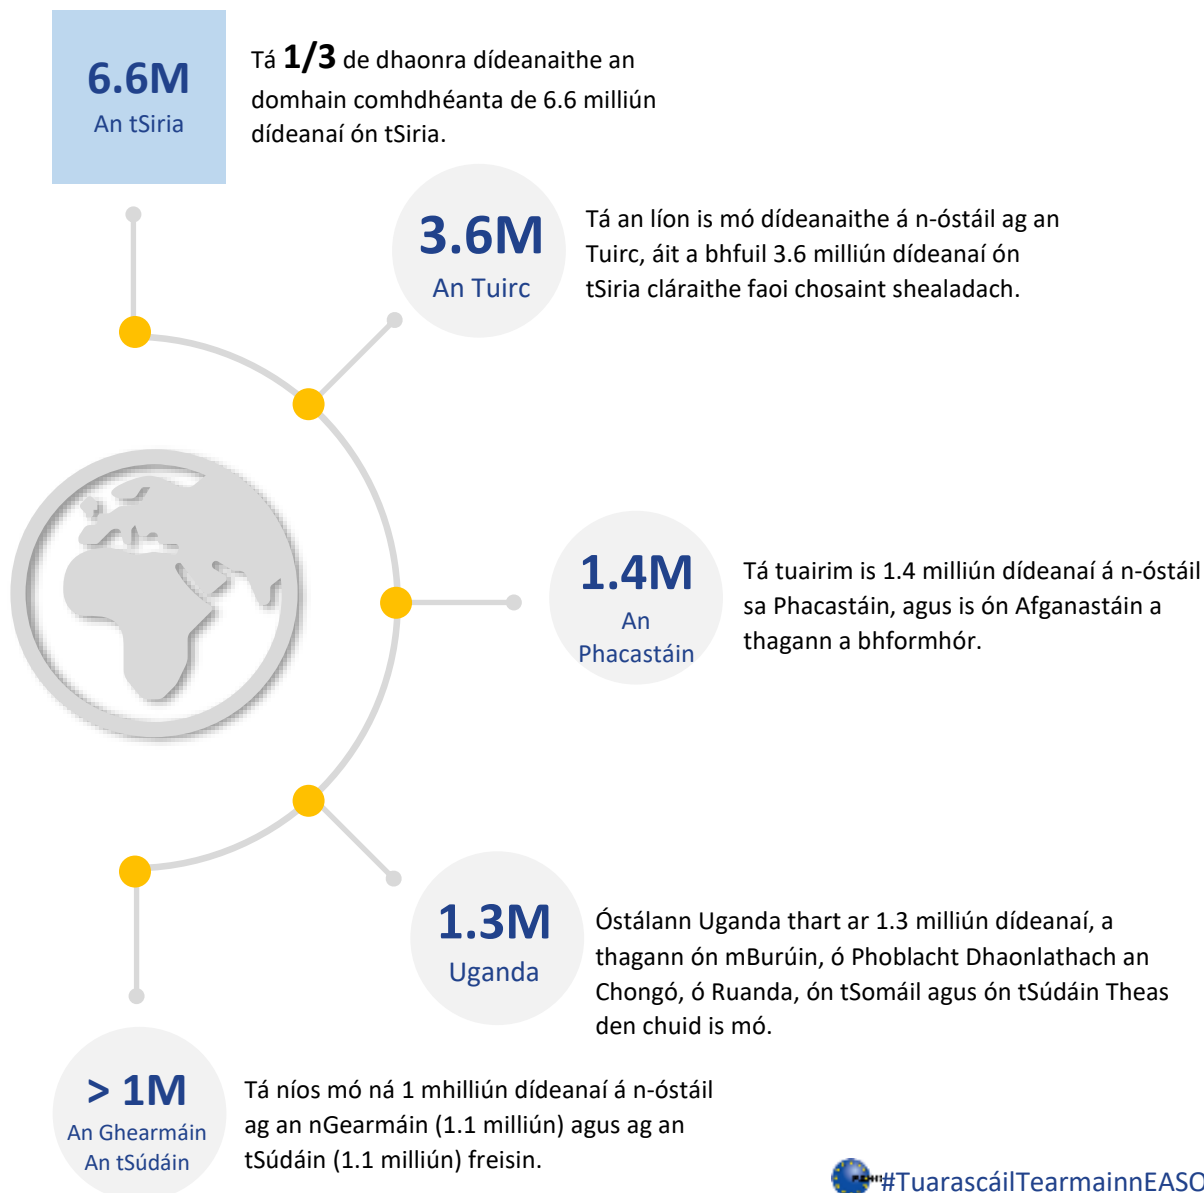 6.6M
An tSiria
Tá 1/3 de dhaonra dídeanaithe an
domhain comhdhéanta de 6.6 milliún
dídeanaí ón tSiria.
3.6M
An Tuirc
Tá an líon is mó dídeanaithe á n-óstáil ag an
Tuirc, áit a bhfuil 3.6 milliún dídeanaí ón
tSiria cláraithe faoi chosaint shealadach.
1.4M
An
Phacastáin
Tá tuairim is 1.4 milliún dídeanaí á n-óstáil
sa Phacastáin, agus is ón Afganastáin a
thagann a bhformhór.
1.3M
Uganda
Óstálann Uganda thart ar 1.3 milliún dídeanaí, a
thagann ón mBurúin, ó Phoblacht Dhaonlathach an
Chongó, ó Ruanda, ón tSomáil agus ón tSúdáin Theas
den chuid is mó.
> 1M
An Ghearmáin
An tSúdáin
Tá níos mó ná 1 mhilliún dídeanaí á n-óstáil
ag an nGearmáin (1.1 milliún) agus ag an
tSúdáin (1.1 milliún) freisin.
#TuarascáilTearmainnEASO